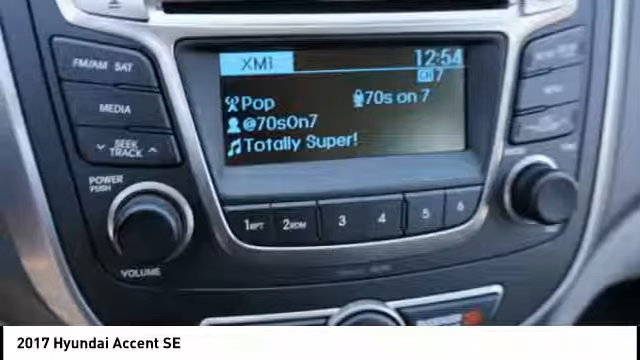 XM1 12:54
CH 7
Pop 70s on 7
@70sOn7
Totally Super!
FM/AM SAT
MEDIA
SEEK
TRACK
POWER
PUSH
VOLUME
1RPT 2RDM 3 4 5 6
2017 Hyundai Accent SE